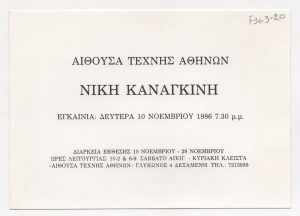 F163-20
ΑΙΘΟΥΣΑ ΤΕΧΝΗΣ ΑΘΗΝΩΝ
ΝΙΚΗ ΚΑΝΑΓΚΙΝΗ
ΕΓΚΑΙΝΙΑ: ΔΕΥΤΕΡΑ 10 ΝΟΕΜΒΡΙΟΥ 1986 7.30 μ.μ.
ΔΙΑΡΚΕΙΑ ΕΚΘΕΣΗΣ 10 ΝΟΕΜΒΡΙΟΥ - 29 ΝΟΕΜΒΡΙΟΥ
ΩΡΕΣ ΛΕΙΤΟΥΡΓΙΑΣ: 10-2 & 6-9. ΣΑΒΒΑΤΟ ΑΠΟΓ. - ΚΥΡΙΑΚΗ ΚΛΕΙΣΤΑ
-ΑΙΘΟΥΣΑ ΤΕΧΝΗΣ ΑΘΗΝΩΝ- ΓΛΥΚΩΝΟΣ 4 ΔΕΞΑΜΕΝΗ. ΤΗΛ.: 7213938